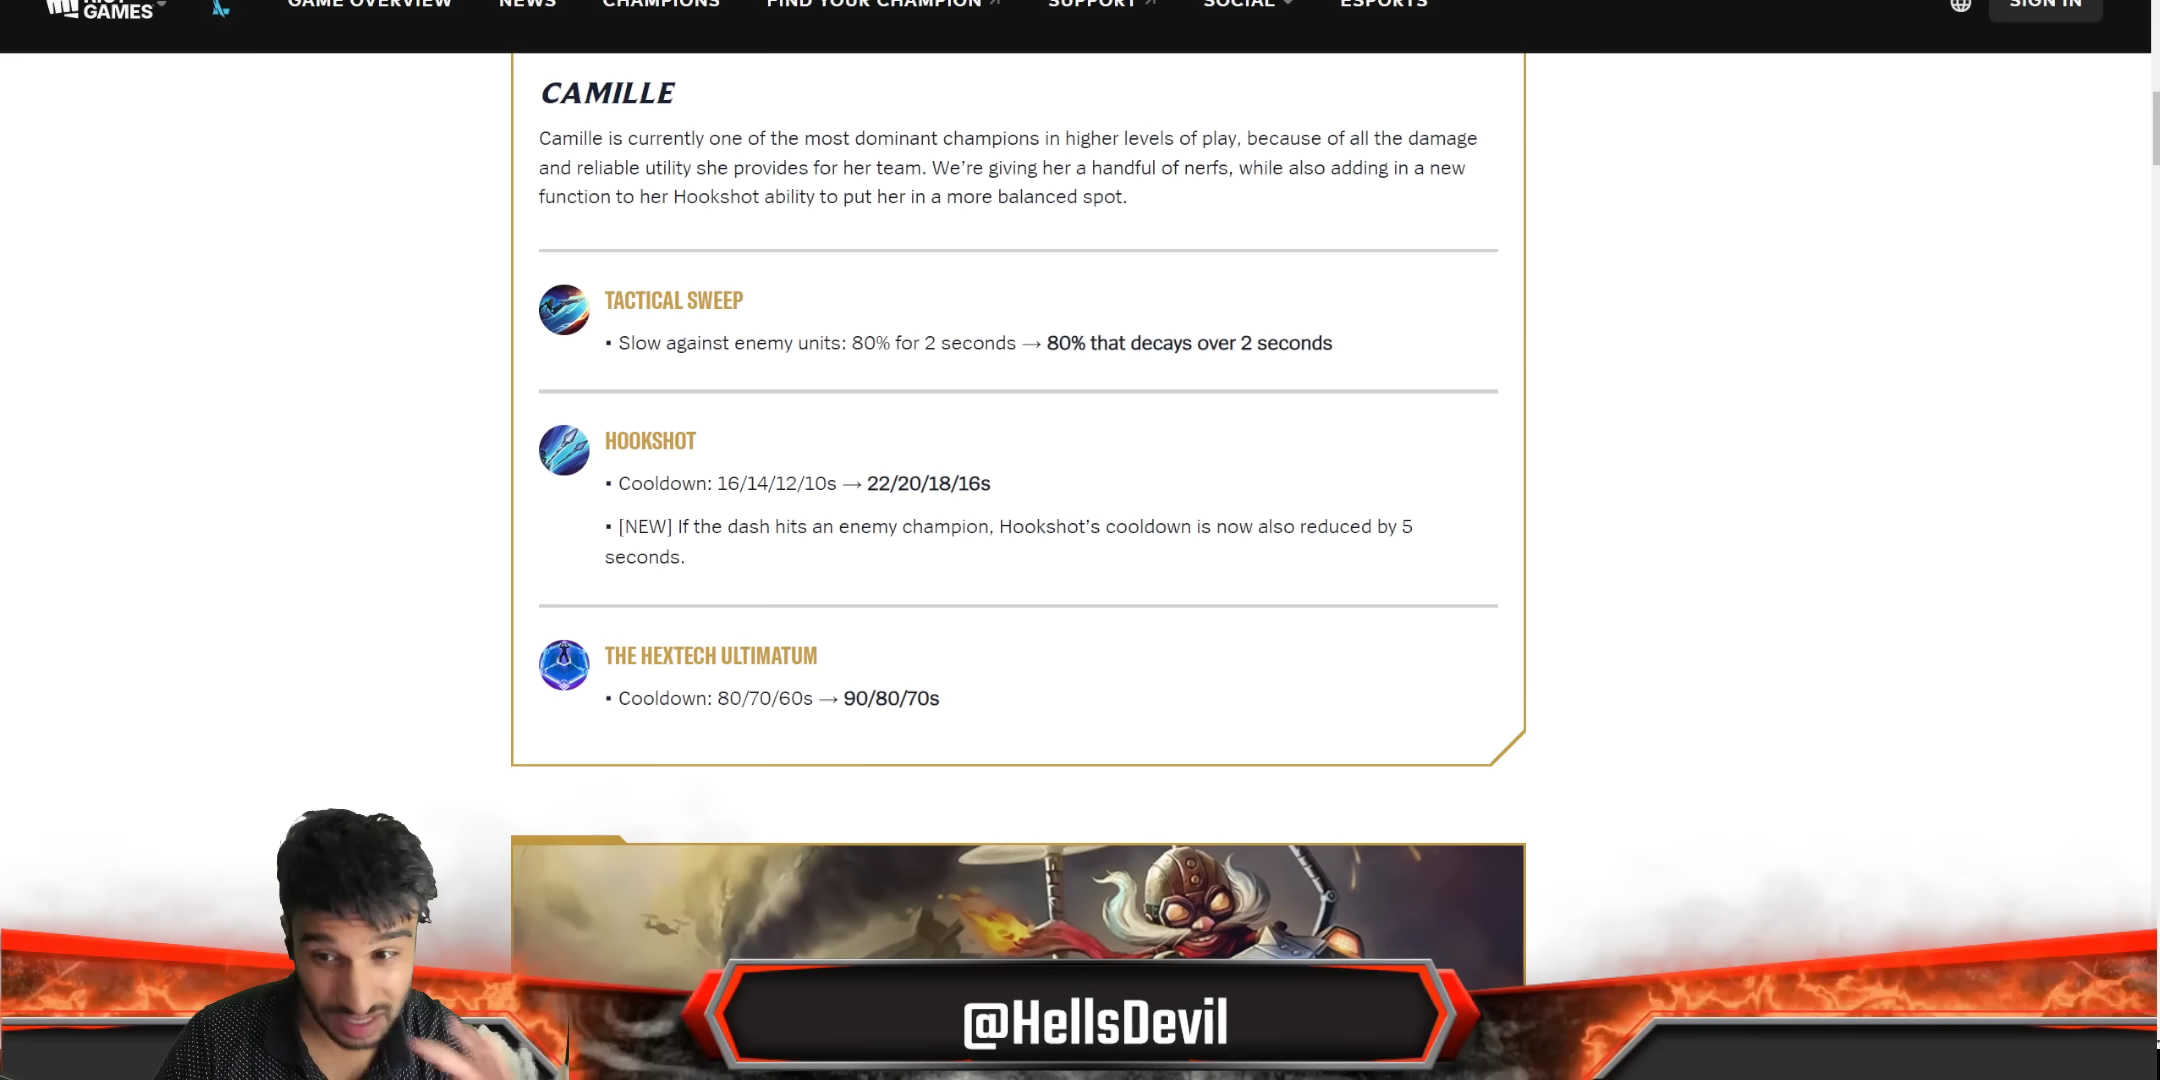 GAMES
GAME OVERVIEW
NEWS
CHAMPIONS
FIND YOUR CHAMPION
SUPPORT
SOCIAL
ESPORTS
SIGN IN
CAMILLE
Camille is currently one of the most dominant champions in higher levels of play, because of all the damage
and reliable utility she provides for her team. We’re giving her a handful of nerfs, while also adding in a new
function to her Hookshot ability to put her in a more balanced spot.
TACTICAL SWEEP
▪ Slow against enemy units: 80% for 2 seconds → 80% that decays over 2 seconds
HOOKSHOT
▪ Cooldown: 16/14/12/10s → 22/20/18/16s
▪ [NEW] If the dash hits an enemy champion, Hookshot’s cooldown is now also reduced by 5
seconds.
THE HEXTECH ULTIMATUM
▪ Cooldown: 80/70/60s → 90/80/70s
@HellsDevil